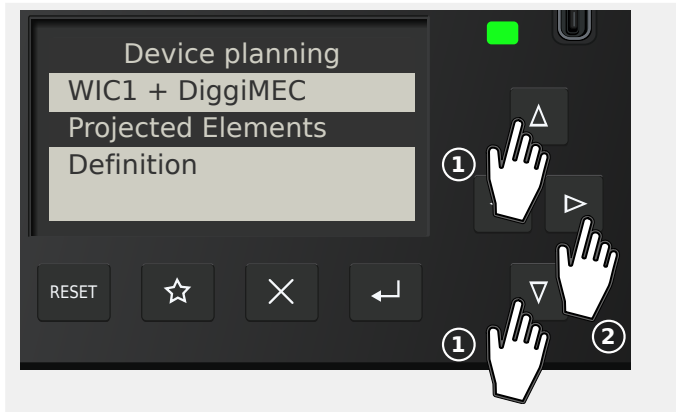 Device planning
WIC1 + DiggiMEC
Projected Elements
Definition
1
RESET
1
2